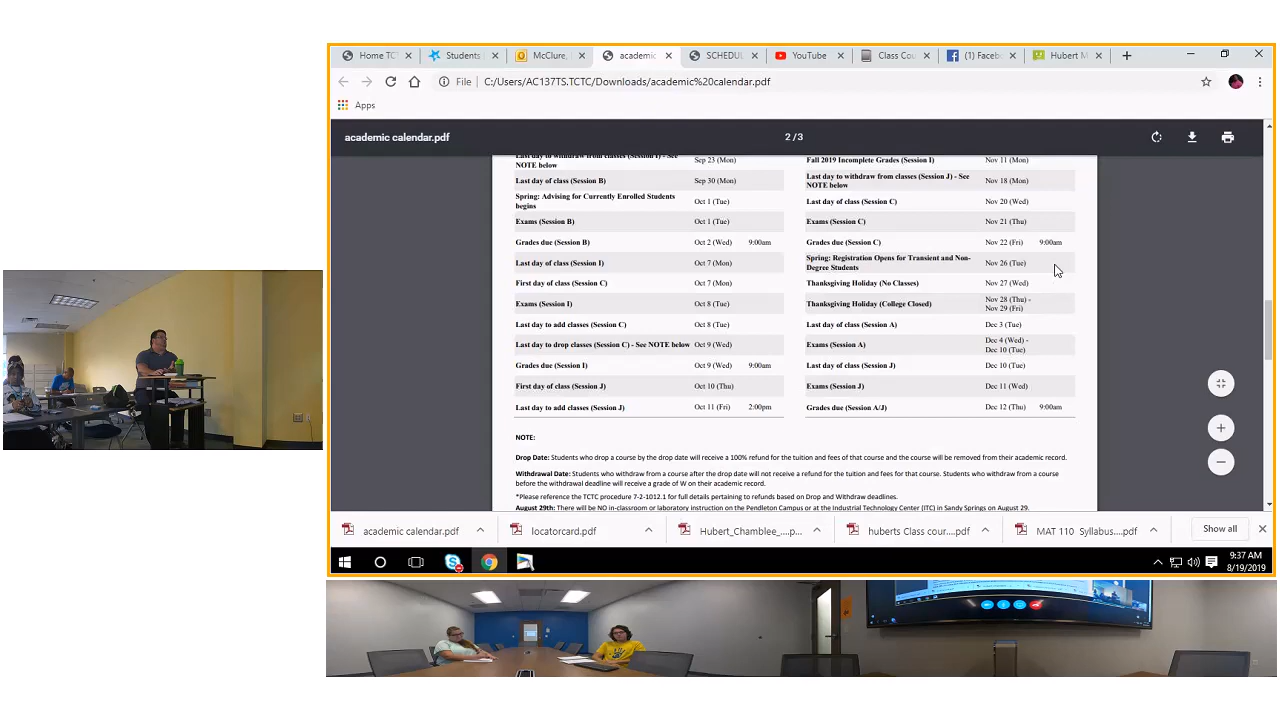 Home TCT
Students
McClure,
academic
SCHEDUL
YouTube
Class Cou
(1) Faceb
Hubert M
File C:/Users/AC137TS.TCTC/Downloads/academic%20calendar.pdf
Apps
academic calendar.pdf
2 / 3
Last day to withdraw from classes (Session I) - See
NOTE below
Sep 23 (Mon)
Last day of class (Session B) Sep 30 (Mon)
Spring: Advising for Currently Enrolled Students
begins
Oct 1 (Tue)
Exams (Session B) Oct 1 (Tue)
Grades due (Session B) Oct 2 (Wed) 9:00am
Last day of class (Session I) Oct 7 (Mon)
First day of class (Session C) Oct 7 (Mon)
Exams (Session I) Oct 8 (Tue)
Last day to add classes (Session C) Oct 8 (Tue)
Last day to drop classes (Session C) - See NOTE below Oct 9 (Wed)
Grades due (Session I) Oct 9 (Wed) 9:00am
First day of class (Session J) Oct 10 (Thu)
Last day to add classes (Session J) Oct 11 (Fri) 2:00pm
Fall 2019 Incomplete Grades (Session I) Nov 11 (Mon)
Last day to withdraw from classes (Session J) - See
NOTE below
Nov 18 (Mon)
Last day of class (Session C) Nov 20 (Wed)
Exams (Session C) Nov 21 (Thu)
Grades due (Session C) Nov 22 (Fri) 9:00am
Spring: Registration Opens for Transient and Non-
Degree Students
Nov 26 (Tue)
Thanksgiving Holiday (No Classes) Nov 27 (Wed)
Thanksgiving Holiday (College Closed) Nov 28 (Thu) -
Nov 29 (Fri)
Last day of class (Session A) Dec 3 (Tue)
Exams (Session A) Dec 4 (Wed) -
Dec 10 (Tue)
Last day of class (Session J) Dec 10 (Tue)
Exams (Session J) Dec 11 (Wed)
Grades due (Session A/J) Dec 12 (Thu) 9:00am
NOTE:
Drop Date: Students who drop a course by the drop date will receive a 100% refund for the tuition and fees of that course and the course will be removed from their academic record.
Withdrawal Date: Students who withdraw from a course after the drop date will not receive a refund for the tuition and fees for that course. Students who withdraw from a course
before the withdrawal deadline will receive a grade of W on their academic record.
*Please reference the TCTC procedure 7-2-1012.1 for full details pertaining to refunds based on Drop and Withdraw deadlines.
August 29th: There will be NO in-classroom or laboratory instruction on the Pendleton Campus or at the Industrial Technology Center (ITC) in Sandy Springs on August 29.
academic calendar.pdf
locatorcard.pdf
Hubert_Chamblee_....p...pdf
huberts Class cour....pdf
MAT 110 Syllabus...pdf
Show all
9:37 AM
8/19/2019